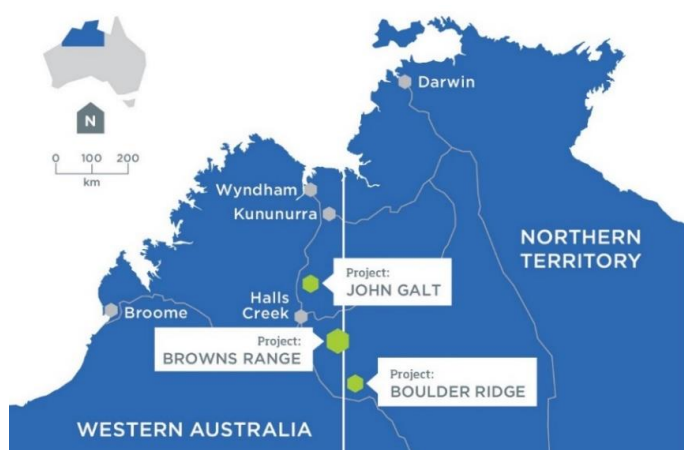 N
0 100 200
km
Darwin
Wyndham
Kununurra
NORTHERN
TERRITORY
Project:
JOHN GALT
Halls
Creek
Broome
Project:
BROWNS RANGE
Project:
BOULDER RIDGE
WESTERN AUSTRALIA